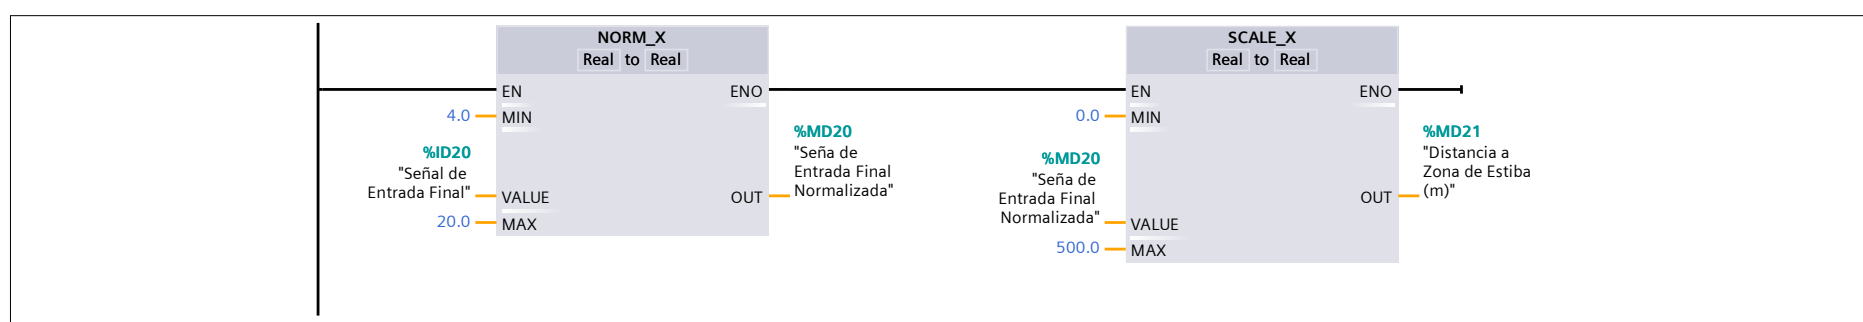 NORM_X
Real to Real
EN
ENO
4.0
MIN
%ID20
"Señal de
Entrada Final"
VALUE
20.0
MAX
%MD20
"Seña de
Entrada Final
Normalizada"
OUT
SCALE_X
Real to Real
EN
ENO
0.0
MIN
%MD20
"Seña de
Entrada Final
Normalizada"
VALUE
500.0
MAX
%MD21
"Distancia a
Zona de Estiba
(m)"
OUT